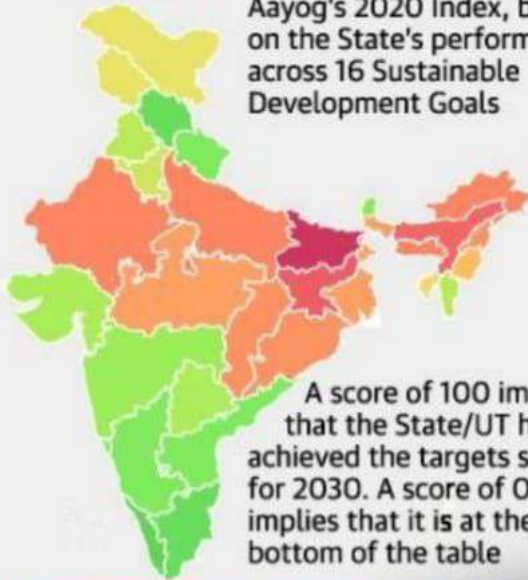 Aayog's 2020 Index, b
on the State's perform
across 16 Sustainable
Development Goals
A score of 100 im
that the State/UT h
achieved the targets s
for 2030. A score of 0
implies that it is at the
bottom of the table